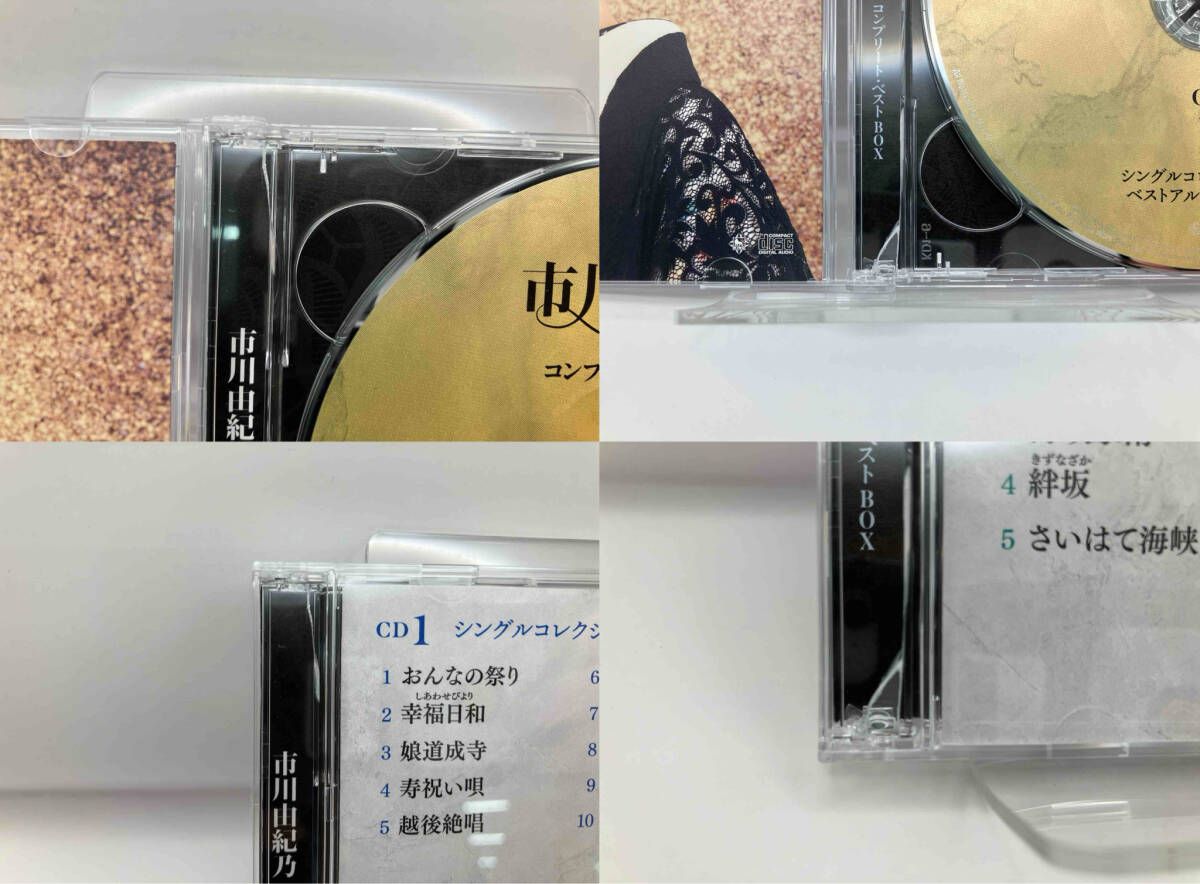 市川由紀
市川
コンプ
コンプリート・ベストBOX
シングルコ
ベストアル
COMPACT
disc
DIGITAL AUDIO
KDI-9
市川由紀乃
CD1 シングルコレクシ
1 おんなの祭り 6
しあわせびより
2 幸福日和 7
3 娘道成寺 8
4 寿祝い唄 9
5 越後絶唱 10
ベストBOX
きずなざか
4 絆坂
5 さいはて海峡